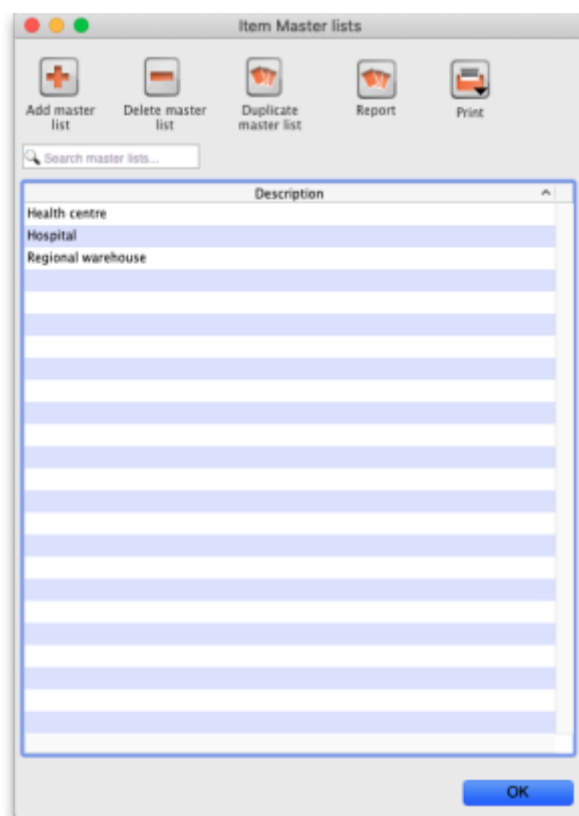 Item Master lists
Add master list
Delete master list
Duplicate master list
Report
Print
Search master lists...
Description
Health centre
Hospital
Regional warehouse
OK